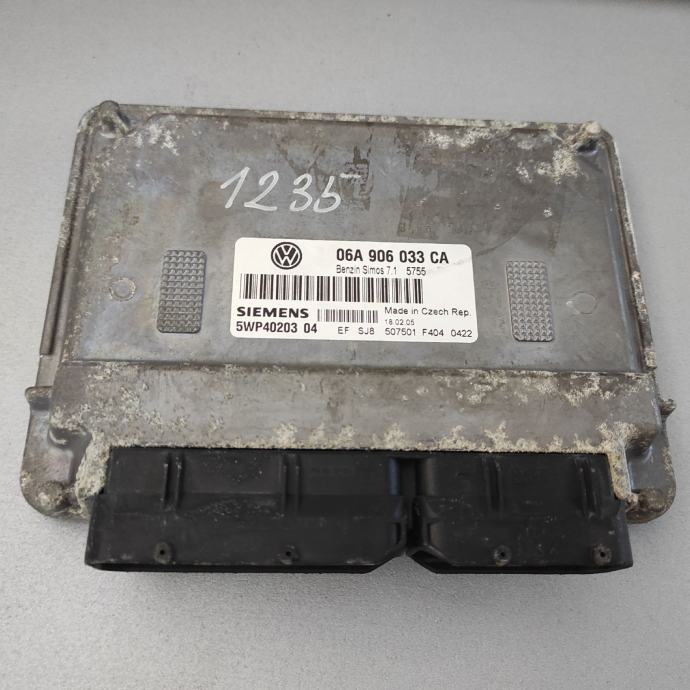 1235
06A 906 033 CA
Benzin Simos 7.1 5755
SIEMENS
Made in Czech Rep.
18.02.05
5WP40203 04
EF SJ8 507501 F404 0422